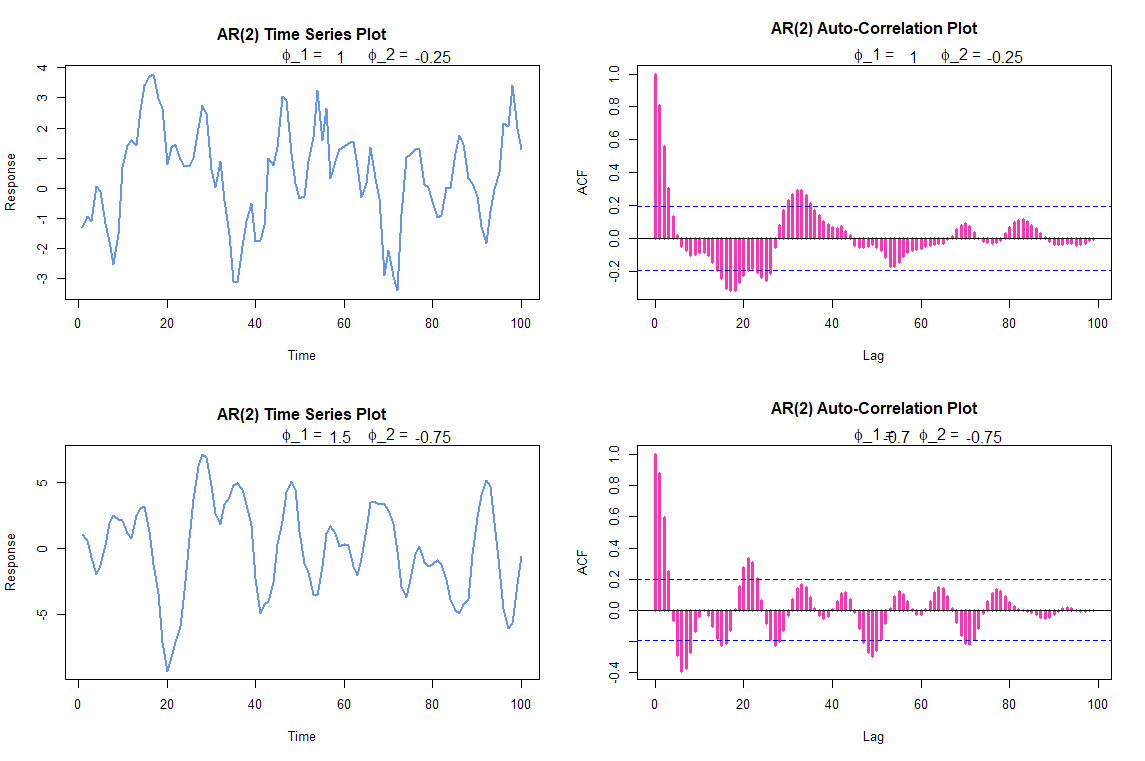 AR(2) Time Series Plot
ϕ_1 = 1 ϕ_2 = -0.25
Response
4
3
2
1
0
-1
-2
-3
0 20 40 60 80 100
Time
AR(2) Auto-Correlation Plot
ϕ_1 = 1 ϕ_2 = -0.25
ACF
1.0
0.8
0.6
0.4
0.2
0.0
-0.2
0 20 40 60 80 100
Lag
AR(2) Time Series Plot
ϕ_1 = 1.5 ϕ_2 = -0.75
Response
5
0
-5
0 20 40 60 80 100
Time
AR(2) Auto-Correlation Plot
ϕ_1 = -0.7 ϕ_2 = -0.75
ACF
1.0
0.8
0.6
0.4
0.2
0.0
-0.4
0 20 40 60 80 100
Lag